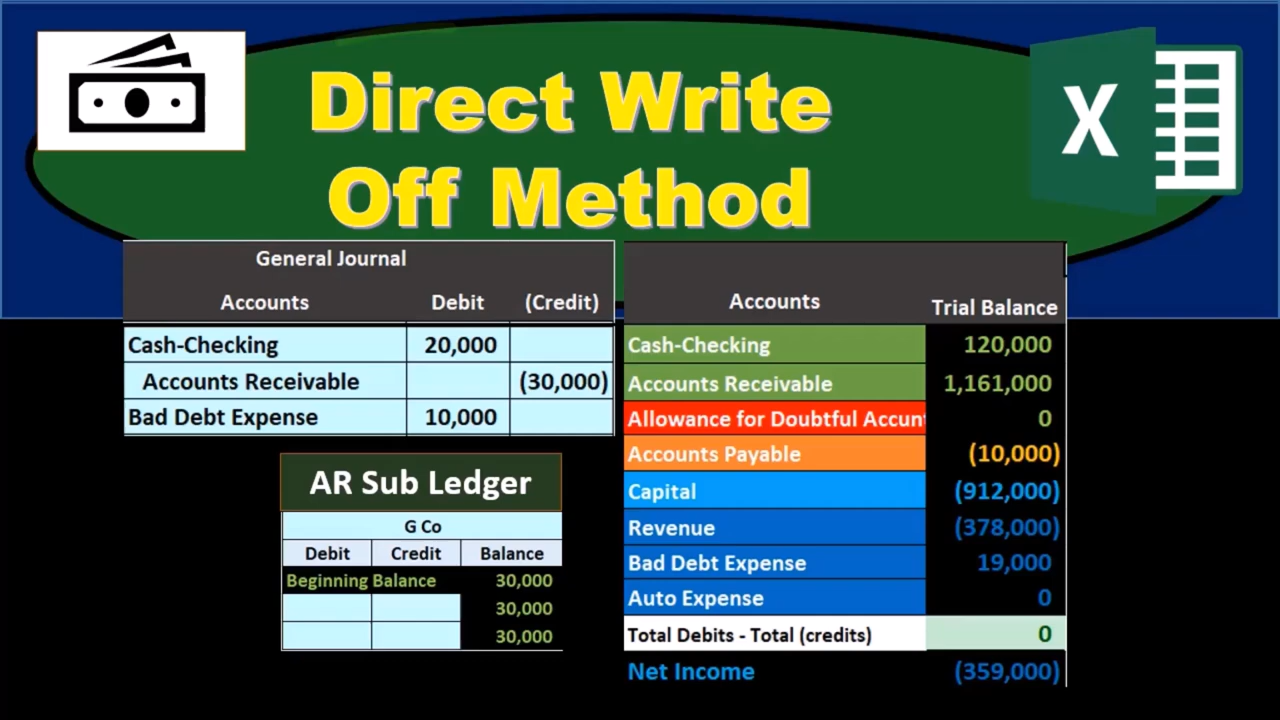 Direct Write
Off Method
X
General Journal
Accounts Debit (Credit)
Cash-Checking 20,000
Accounts Receivable (30,000)
Bad Debt Expense 10,000
AR Sub Ledger
G Co
Debit Credit Balance
Beginning Balance 30,000
30,000
30,000
Accounts Trial Balance
Cash-Checking 120,000
Accounts Receivable 1,161,000
Allowance for Doubtful Accun 0
Accounts Payable (10,000)
Capital (912,000)
Revenue (378,000)
Bad Debt Expense 19,000
Auto Expense 0
Total Debits - Total (credits) 0
Net Income (359,000)